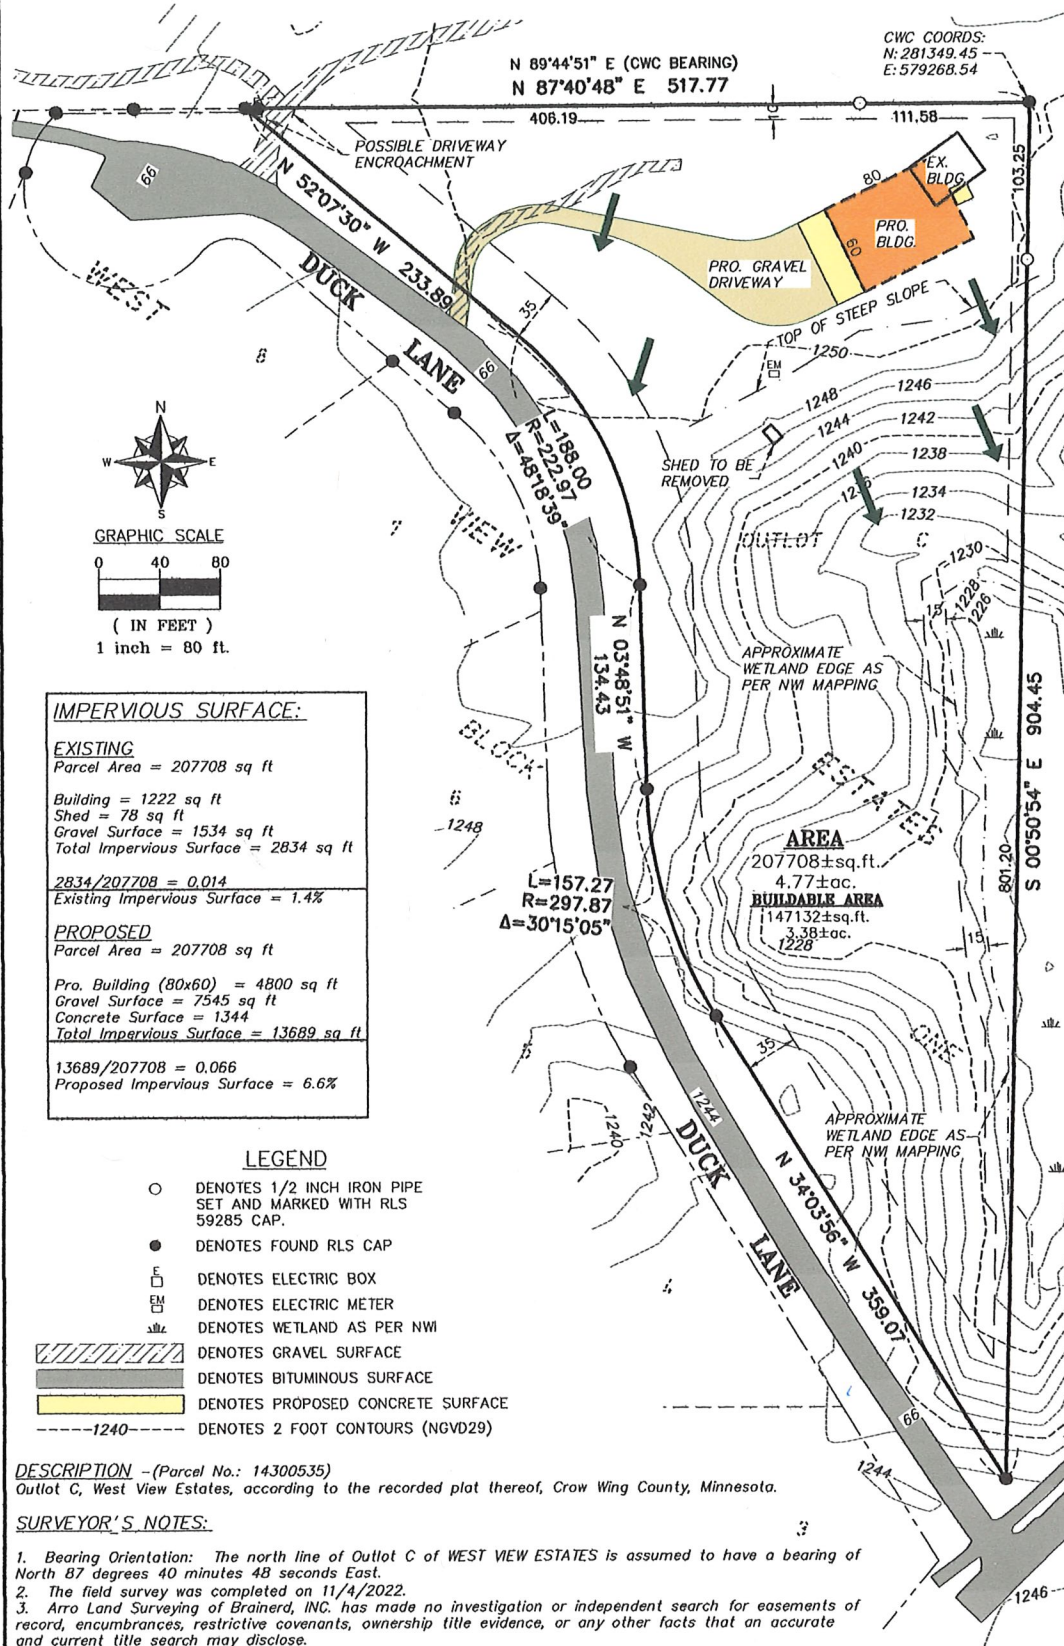 CWC COORDS:
N: 281349.45
E: 579268.54
N 89°44'51" E (CWC BEARING)
N 87°40'48" E 517.77
406.19
10
111.58
POSSIBLE DRIVEWAY
ENCROACHMENT
N 52°07'30" W 233.89
66
103.25
EX.
BLDG.
80
PRO.
BLDG.
60
PRO. GRAVEL
DRIVEWAY
WEST
DUCK
LANE
35
TOP OF STEEP SLOPE
1250
EM
8
66
1248
1246
1244
1242
1240
1238
1234
1232
SHED TO BE
REMOVED
L=188.00
R=222.97
Δ=48°18'39"
N
W
E
S
GRAPHIC SCALE
0 40 80
( IN FEET )
1 inch = 80 ft.
7
VIEW
OUTLOT C
1230
1228
1226
15
N 03°48'51" W
134.43
APPROXIMATE
WETLAND EDGE AS
PER NWI MAPPING
S 00°50'54" E 904.45
801.20
BLOCK
6
1248
ESTATES
AREA
207708±sq.ft.
4.77±ac.
BUILDABLE AREA
147132±sq.ft.
3.38±ac.
1228
15
L=157.27
R=297.87
Δ=30°15'05"
IMPERVIOUS SURFACE:
EXISTING
Parcel Area = 207708 sq ft
Building = 1222 sq ft
Shed = 78 sq ft
Gravel Surface = 1534 sq ft
Total Impervious Surface = 2834 sq ft
2834/207708 = 0.014
Existing Impervious Surface = 1.4%
PROPOSED
Parcel Area = 207708 sq ft
Pro. Building (80x60) = 4800 sq ft
Gravel Surface = 7545 sq ft
Concrete Surface = 1344
Total Impervious Surface = 13689 sq ft
13689/207708 = 0.066
Proposed Impervious Surface = 6.6%
5
35
ONE
1240
1242
1244
DUCK
LANE
N 34°03'56" W 359.07
APPROXIMATE
WETLAND EDGE AS
PER NWI MAPPING
4
66
1244
3
1246
LEGEND
DENOTES 1/2 INCH IRON PIPE
SET AND MARKED WITH RLS
59285 CAP.
DENOTES FOUND RLS CAP
E
DENOTES ELECTRIC BOX
EM
DENOTES ELECTRIC METER
DENOTES WETLAND AS PER NWI
DENOTES GRAVEL SURFACE
DENOTES BITUMINOUS SURFACE
DENOTES PROPOSED CONCRETE SURFACE
-----1240----- DENOTES 2 FOOT CONTOURS (NGVD29)
DESCRIPTION -(Parcel No.: 14300535)
Outlot C, West View Estates, according to the recorded plat thereof, Crow Wing County, Minnesota.
SURVEYOR'S NOTES:
1. Bearing Orientation: The north line of Outlot C of WEST VIEW ESTATES is assumed to have a bearing of
North 87 degrees 40 minutes 48 seconds East.
2. The field survey was completed on 11/4/2022.
3. Arro Land Surveying of Brainerd, INC. has made no investigation or independent search for easements of
record, encumbrances, restrictive covenants, ownership title evidence, or any other facts that an accurate
and current title search may disclose.